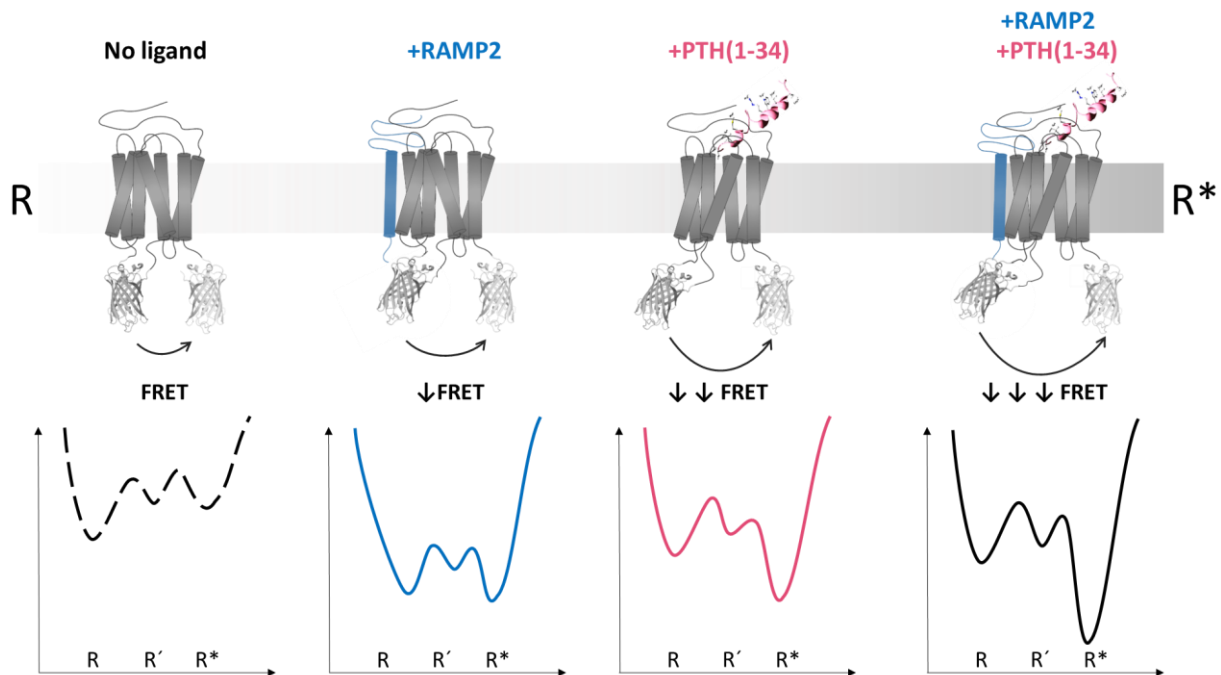 No ligand
+RAMP2
+PTH(1-34)
+RAMP2
+PTH(1-34)
R
R*
FRET
↓FRET
↓ ↓ FRET
↓ ↓ ↓ FRET
R R´ R*
R R´ R*
R R´ R*
R R´ R*